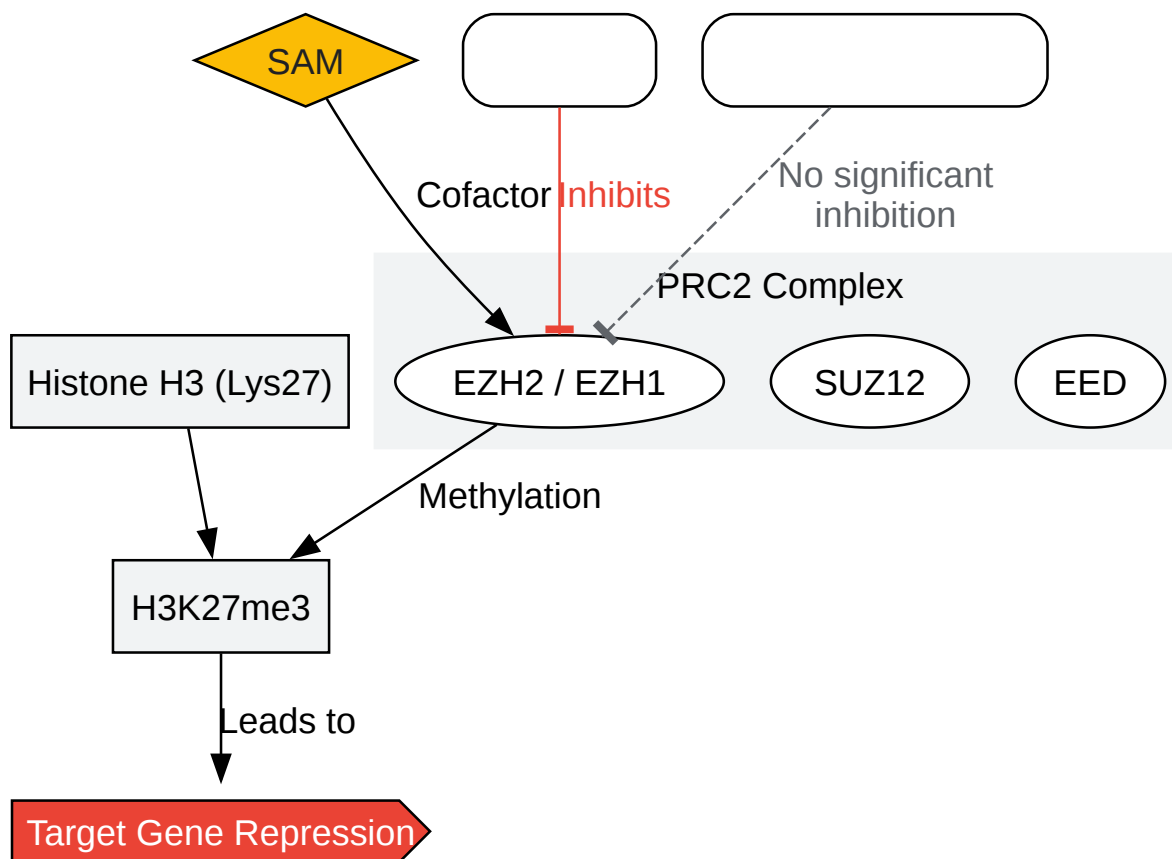 SAM
Cofactor
Inhibits
No significant
inhibition
PRC2 Complex
Histone H3 (Lys27)
EZH2 / EZH1
SUZ12
EED
Methylation
H3K27me3
Leads to
Target Gene Repression